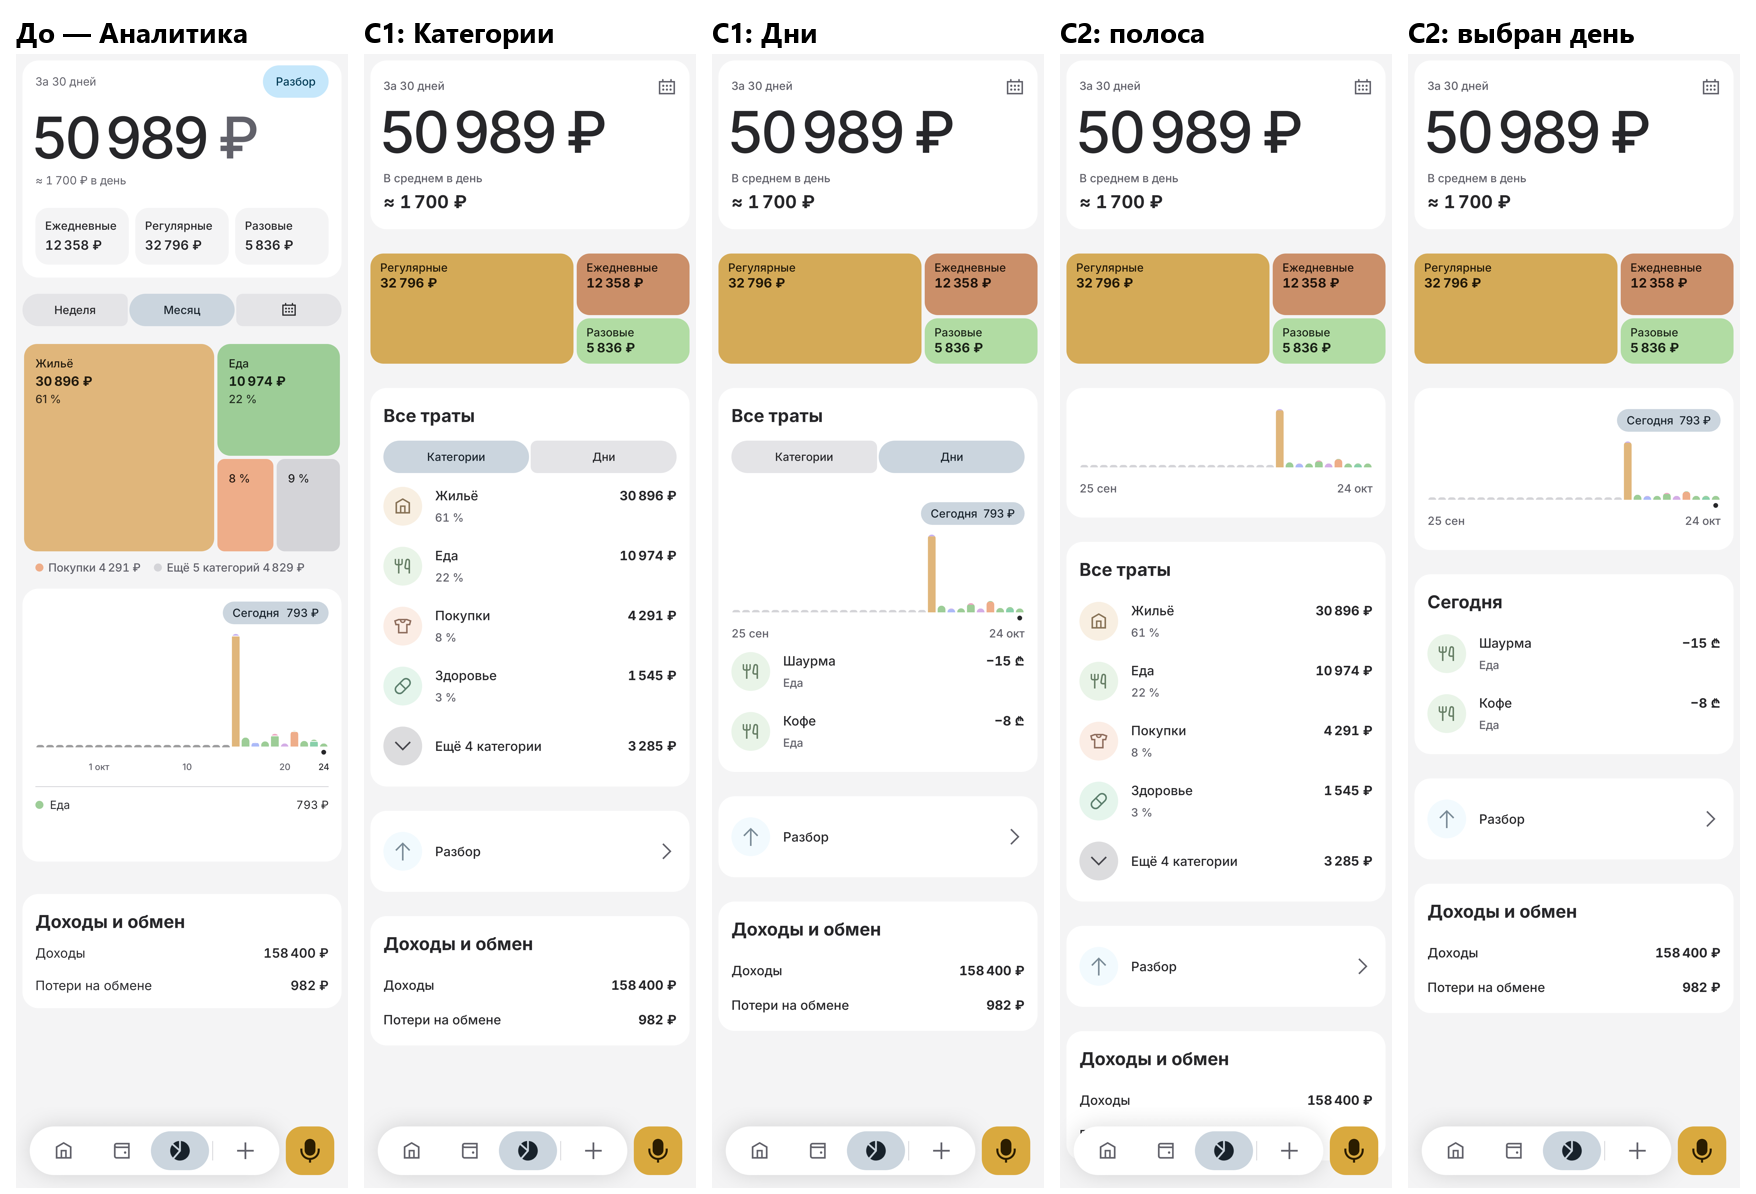 До — Аналитика
За 30 дней
Разбор
50 989 ₽
≈ 1 700 ₽ в день
Ежедневные
12 358 ₽
Регулярные
32 796 ₽
Разовые
5 836 ₽
Неделя
Месяц
Жильё
30 896 ₽
61 %
Еда
10 974 ₽
22 %
8 %
9 %
Покупки 4 291 ₽
Ещё 5 категорий 4 829 ₽
Сегодня 793 ₽
1 окт
10
20
24
Еда
793 ₽
Доходы и обмен
Доходы
158 400 ₽
Потери на обмене
982 ₽
C1: Категории
За 30 дней
50 989 ₽
В среднем в день
≈ 1 700 ₽
Регулярные
32 796 ₽
Ежедневные
12 358 ₽
Разовые
5 836 ₽
Все траты
Категории
Дни
Жильё
30 896 ₽
61 %
Еда
10 974 ₽
22 %
Покупки
4 291 ₽
8 %
Здоровье
1 545 ₽
3 %
Ещё 4 категории
3 285 ₽
Разбор
Доходы и обмен
Доходы
158 400 ₽
Потери на обмене
982 ₽
C1: Дни
За 30 дней
50 989 ₽
В среднем в день
≈ 1 700 ₽
Регулярные
32 796 ₽
Ежедневные
12 358 ₽
Разовые
5 836 ₽
Все траты
Категории
Дни
Сегодня 793 ₽
25 сен
24 окт
Шаурма
−15 ₾
Еда
Кофе
−8 ₾
Еда
Разбор
Доходы и обмен
Доходы
158 400 ₽
Потери на обмене
982 ₽
C2: полоса
За 30 дней
50 989 ₽
В среднем в день
≈ 1 700 ₽
Регулярные
32 796 ₽
Ежедневные
12 358 ₽
Разовые
5 836 ₽
25 сен
24 окт
Все траты
Жильё
30 896 ₽
61 %
Еда
10 974 ₽
22 %
Покупки
4 291 ₽
8 %
Здоровье
1 545 ₽
3 %
Ещё 4 категории
3 285 ₽
Разбор
Доходы и обмен
Доходы
158 400 ₽
C2: выбран день
За 30 дней
50 989 ₽
В среднем в день
≈ 1 700 ₽
Регулярные
32 796 ₽
Ежедневные
12 358 ₽
Разовые
5 836 ₽
Сегодня 793 ₽
25 сен
24 окт
Сегодня
Шаурма
−15 ₾
Еда
Кофе
−8 ₾
Еда
Разбор
Доходы и обмен
Доходы
158 400 ₽
Потери на обмене
982 ₽